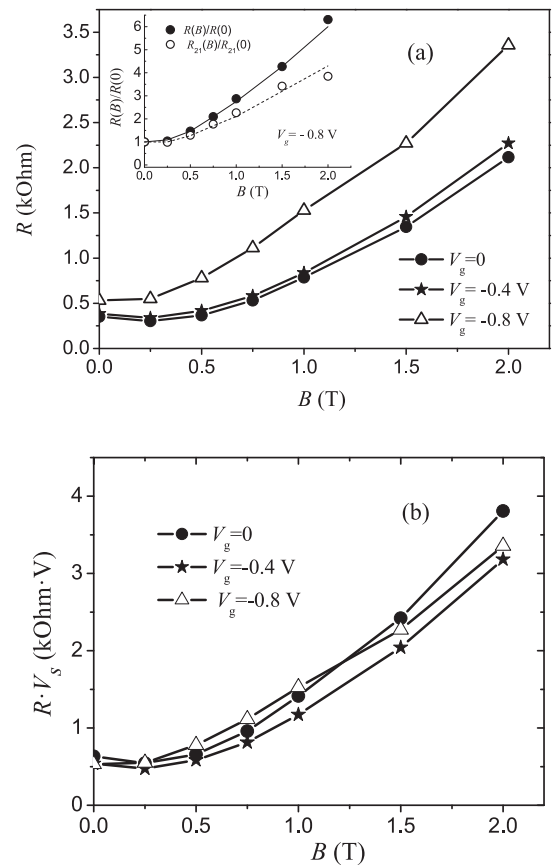 R(B)/R(0)
R21(B)/R21(0)
(a)
6
5
4
3
2
1
0
R(B)/R(0)
Vg= - 0.8 V
0.0 0.5 1.0 1.5 2.0
B (T)
3.5
3.0
2.5
2.0
1.5
1.0
0.5
0.0
R (kOhm)
Vg=0
Vg= -0.4 V
Vg= -0.8 V
0.0 0.5 1.0 1.5 2.0
B (T)
(b)
4
3
2
1
0
R·Vs (kOhm·V)
Vg=0
Vg=-0.4 V
Vg=-0.8 V
0.0 0.5 1.0 1.5 2.0
B (T)